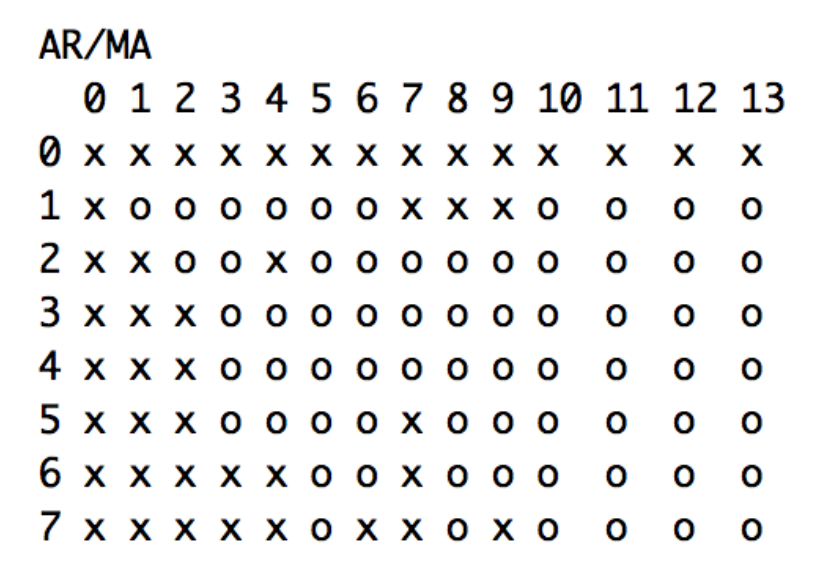 AR/MA
  0 1 2 3 4 5 6 7 8 9 10 11 12 13
0 x x x x x x x x x x x  x  x  x
1 x o o o o o o x x x o  o  o  o
2 x x o o x o o o o o o  o  o  o
3 x x x o o o o o o o o  o  o  o
4 x x x o o o o o o o o  o  o  o
5 x x x o o o o x o o o  o  o  o
6 x x x x x o o x o o o  o  o  o
7 x x x x x o x x o x o  o  o  o